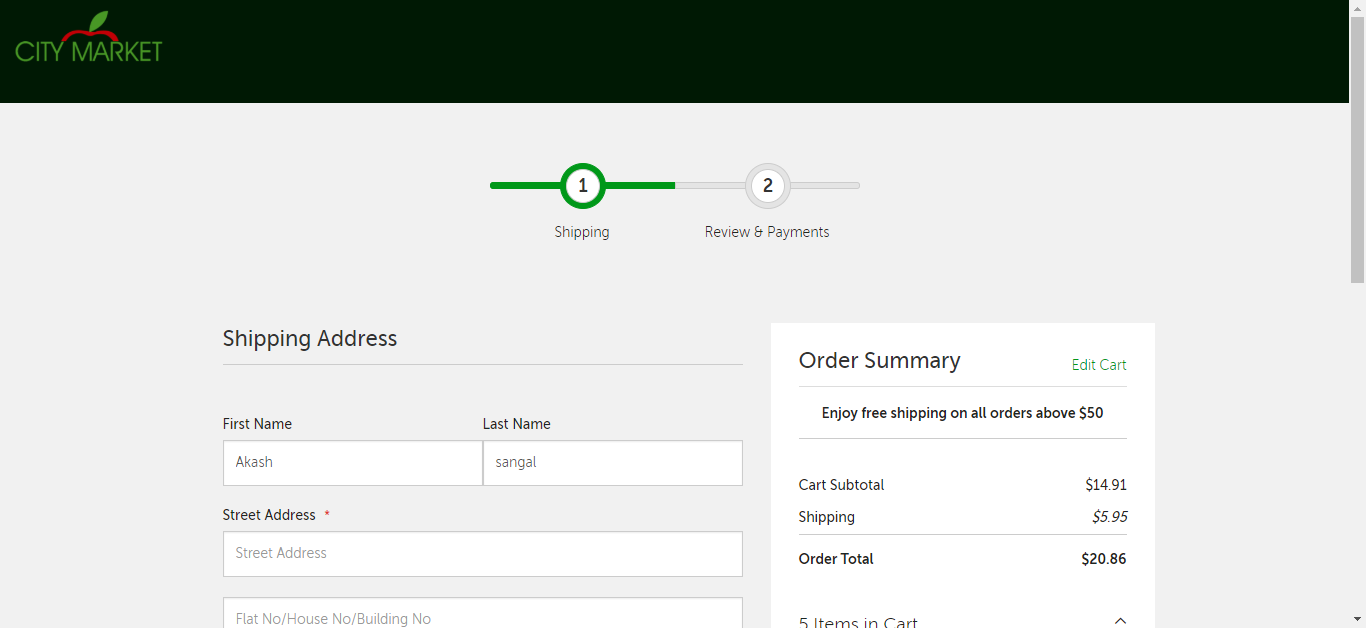 CITY MARKET
1
2
Shipping
Review & Payments
Shipping Address
First Name
Last Name
Akash
sangal
Street Address *
Street Address
Flat No/House No/Building No
Order Summary
Edit Cart
Enjoy free shipping on all orders above $50
Cart Subtotal $14.91
Shipping $5.95
Order Total $20.86
5 Items in Cart